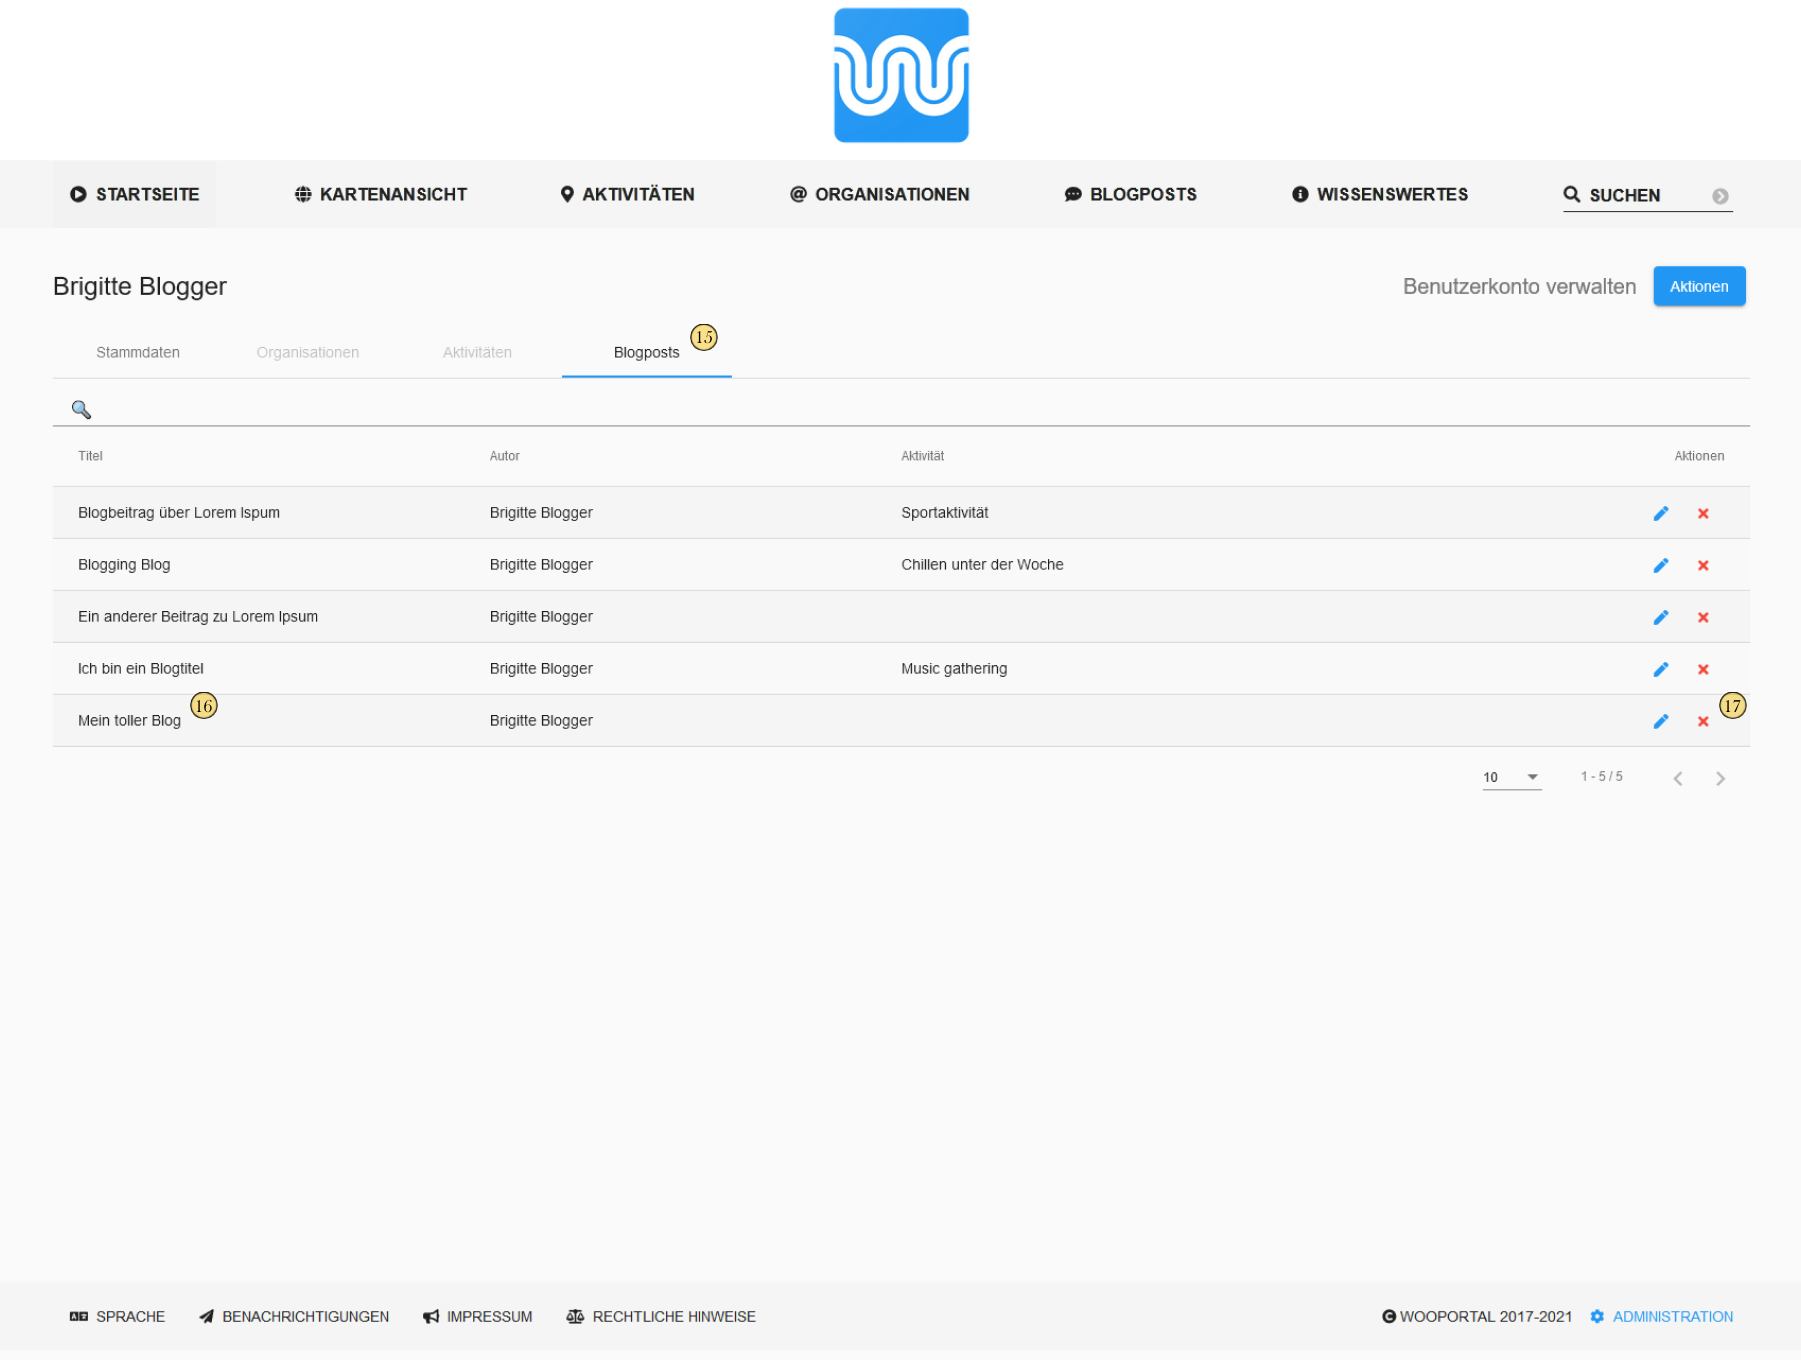 STARTSEITE KARTENANSICHT AKTIVITÄTEN @ ORGANISATIONEN BLOGPOSTS WISSENSWERTES SUCHEN
Brigitte Blogger Benutzerkonto verwalten Aktionen
Stammdaten Organisationen Aktivitäten Blogposts 15
Titel Autor Aktivität Aktionen
Blogbeitrag über Lorem Ispum Brigitte Blogger Sportaktivität
Blogging Blog Brigitte Blogger Chillen unter der Woche
Ein anderer Beitrag zu Lorem Ipsum Brigitte Blogger
Ich bin ein Blogtitel Brigitte Blogger Music gathering
Mein toller Blog 16 Brigitte Blogger 17
10 1 - 5 / 5
SPRACHE BENACHRICHTIGUNGEN IMPRESSUM RECHTLICHE HINWEISE © WOOPORTAL 2017-2021 ADMINISTRATION